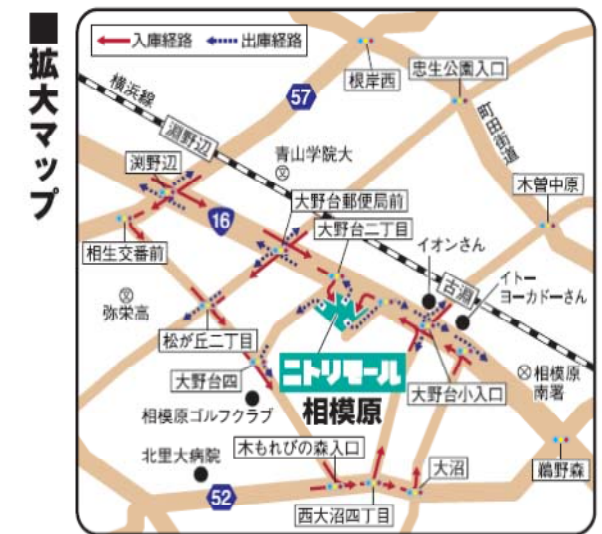 ■拡大マップ
入庫経路
出庫経路
根岸西
忠生公園入口
横浜線
57
町田街道
淵野辺
青山学院大
渕野辺
木曽中原
16
大野台郵便局前
大野台二丁目
相生交番前
イオンさん
古淵
イトー
ヨーカドーさん
弥栄高
松が丘二丁目
ニトリモール
相模原
大野台四
大野台小入口
相模原
南署
相模原ゴルフクラブ
木もれびの森入口
北里大病院
大沼
鵜野森
52
西大沼四丁目